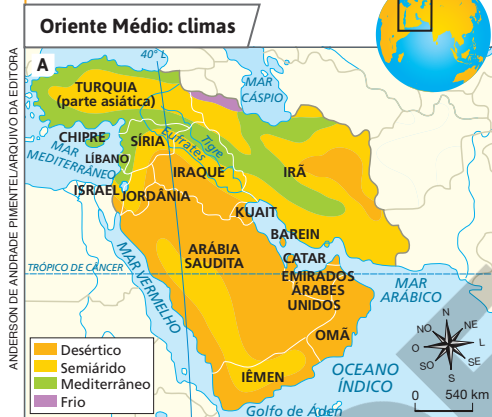 Oriente Médio: climas
ANDERSON DE ANDRADE PIMENTEL/ARQUIVO DA EDITORA
A
40° L
TURQUIA
(parte asiática)
MAR
CÁSPIO
CHIPRE
SÍRIA
Eufrates
Tigre
MAR
MEDITERRÂNEO
LÍBANO
IRAQUE
IRÃ
ISRAEL
JORDÂNIA
KUAIT
BAREIN
ARÁBIA
SAUDITA
CATAR
TRÓPICO DE CÂNCER
MAR VERMELHO
EMIRADOS
ÁRABES
UNIDOS
MAR
ARÁBICO
OMÃ
IÊMEN
OCEANO
ÍNDICO
Golfo de Áden
Desértico
Semiárido
Mediterrâneo
Frio
N
NO
NE
O
L
SO
SE
S
0 540 km